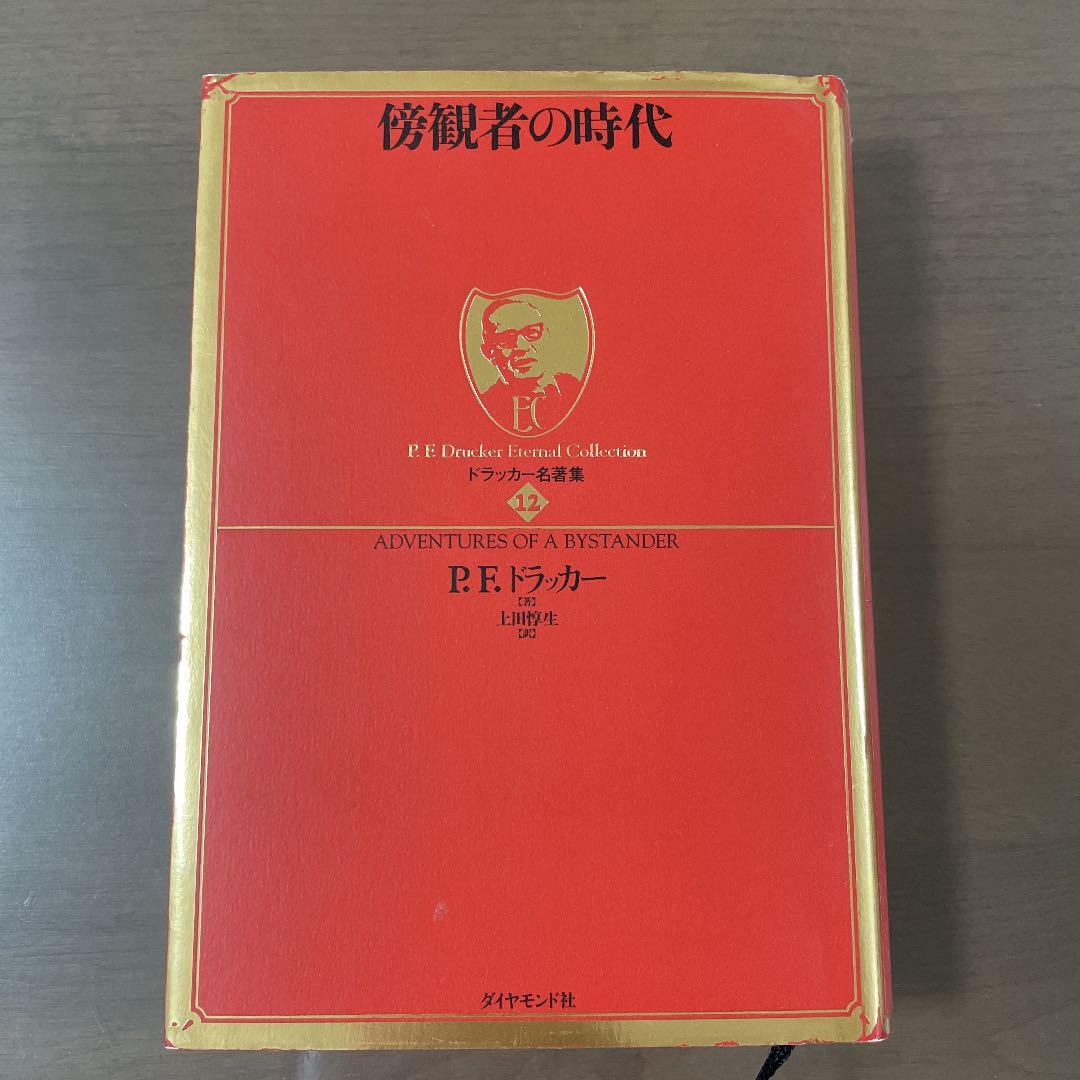 傍観者の時代
EC
P. F. Drucker Eternal Collection
ドラッカー名著集
12
ADVENTURES OF A BYSTANDER
P. F. ドラッカー
【著】
上田惇生
【訳】
ダイヤモンド社